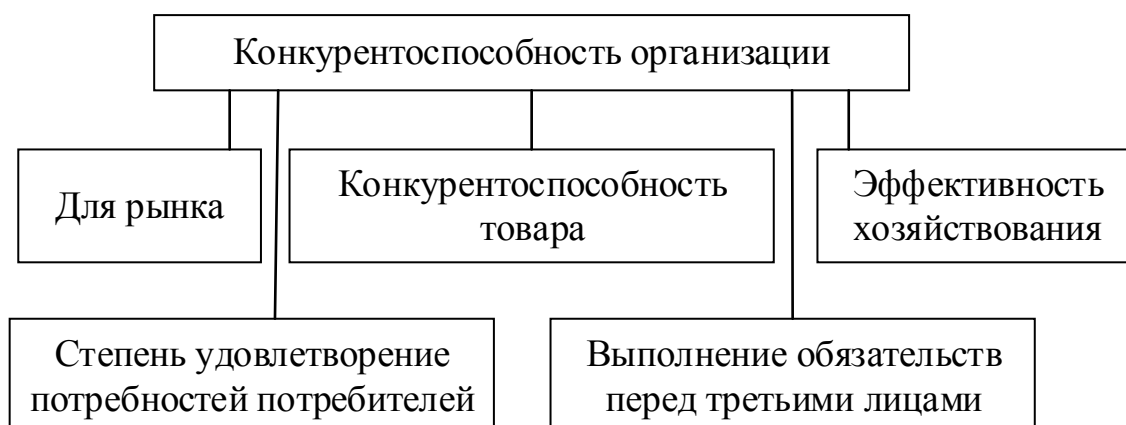 Конкурентоспособность организации
Для рынка
Конкурентоспособность
товара
Эффективность
хозяйствования
Степень удовлетворение
потребностей потребителей
Выполнение обязательств
перед третьими лицами